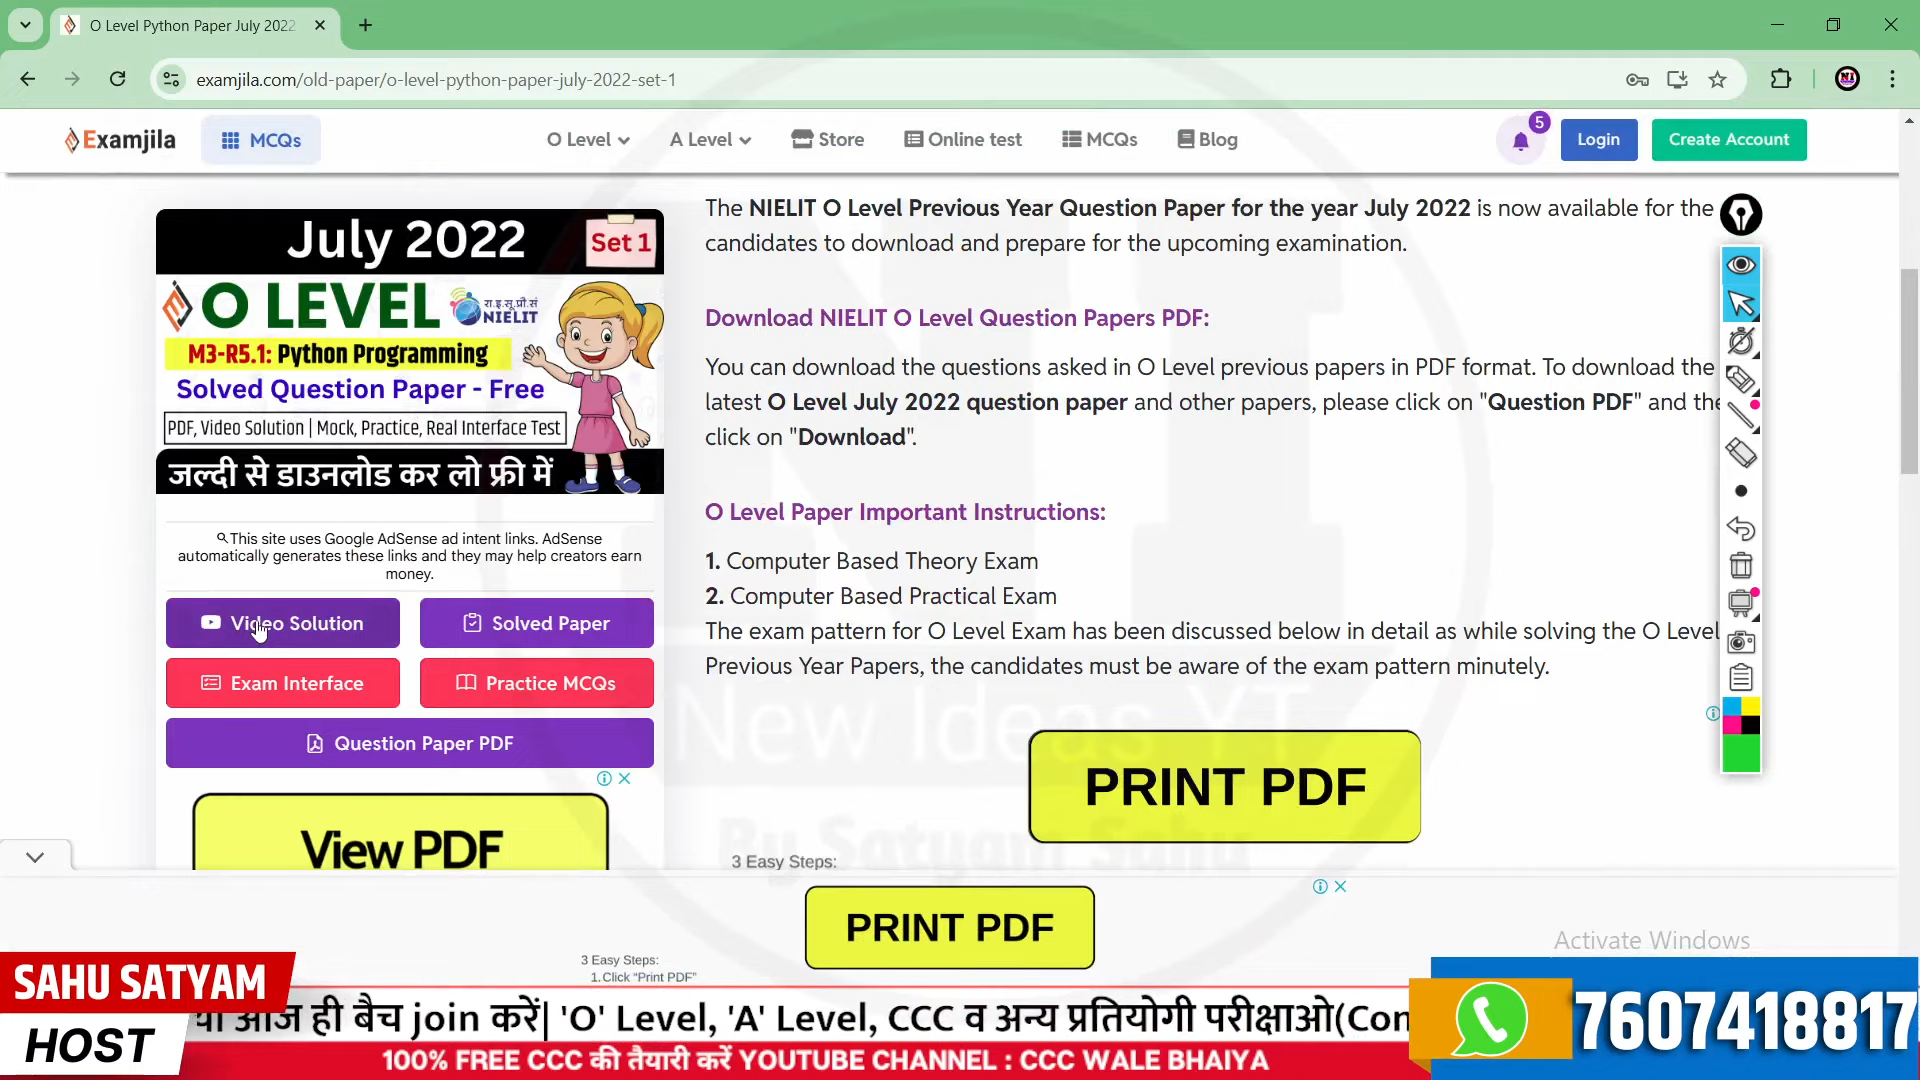 O Level Python Paper July 2022
examjila.com/old-paper/o-level-python-paper-july-2022-set-1
Examjila
MCQs
O Level
A Level
Store
Online test
MCQs
Blog
5
Login
Create Account
July 2022
Set 1
O LEVEL
रा.इ.सू.प्रौ.सं
NIELIT
M3-R5.1: Python Programming
Solved Question Paper - Free
PDF, Video Solution | Mock, Practice, Real Interface Test
जल्दी से डाउनलोड कर लो फ्री में
This site uses Google AdSense ad intent links. AdSense
automatically generates these links and they may help creators earn
money.
Video Solution
Solved Paper
Exam Interface
Practice MCQs
Question Paper PDF
View PDF
The NIELIT O Level Previous Year Question Paper for the year July 2022 is now available for the
candidates to download and prepare for the upcoming examination.
Download NIELIT O Level Question Papers PDF:
You can download the questions asked in O Level previous papers in PDF format. To download the
latest O Level July 2022 question paper and other papers, please click on "Question PDF" and the
click on "Download".
O Level Paper Important Instructions:
1. Computer Based Theory Exam
2. Computer Based Practical Exam
The exam pattern for O Level Exam has been discussed below in detail as while solving the O Level
Previous Year Papers, the candidates must be aware of the exam pattern minutely.
New Ideas YT
By Satyam Sahu
PRINT PDF
3 Easy Steps:
PRINT PDF
3 Easy Steps:
1. Click "Print PDF"
Activate Windows
SAHU SATYAM
HOST
आज ही बैच join करें| 'O' Level, 'A' Level, CCC व अन्य प्रतियोगी परीक्षाओ(Con
100% FREE CCC की तैयारी करें YOUTUBE CHANNEL : CCC WALE BHAIYA
7607418817